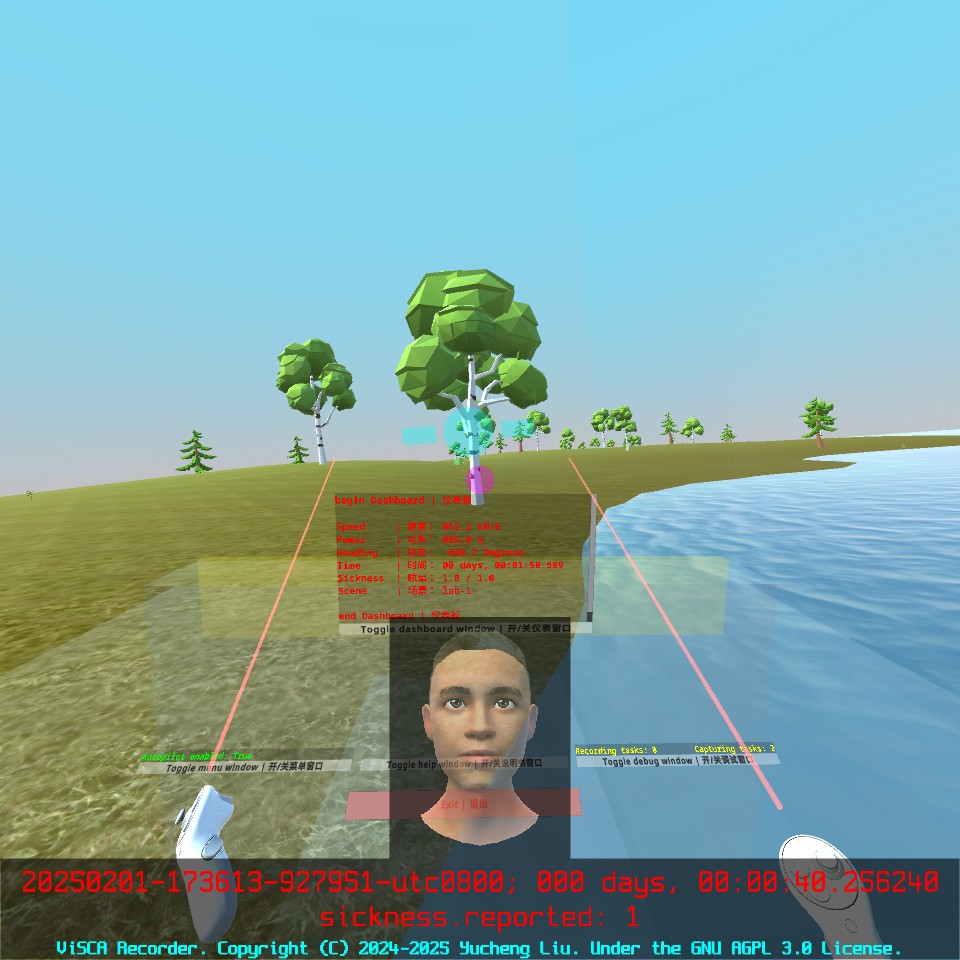 begin Dashboard | 仪表盘
Speed | 速度:
Power | 功率:
Heading
Time | 时间: 00 days, 00:01:58.589
Sickness | 眩晕: 1.0 / 1.0
Scene | 场景: lab-1
end Dashboard | 仪表盘
Toggle dashboard window | 开/关仪表窗口
Autopilot enabled: True
Recording tasks: 0 Capturing tasks: 2
Toggle menu window | 开/关菜单窗口
Toggle help window | 开/关说明书窗口
Toggle debug window | 开/关调试窗口
Exit | 退出
20250201-173613-927951-utc0800; 000 days, 00:00:40.256240
sickness.reported: 1
ViSCA Recorder. Copyright (C) 2024-2025 Yucheng Liu. Under the GNU AGPL 3.0 License.